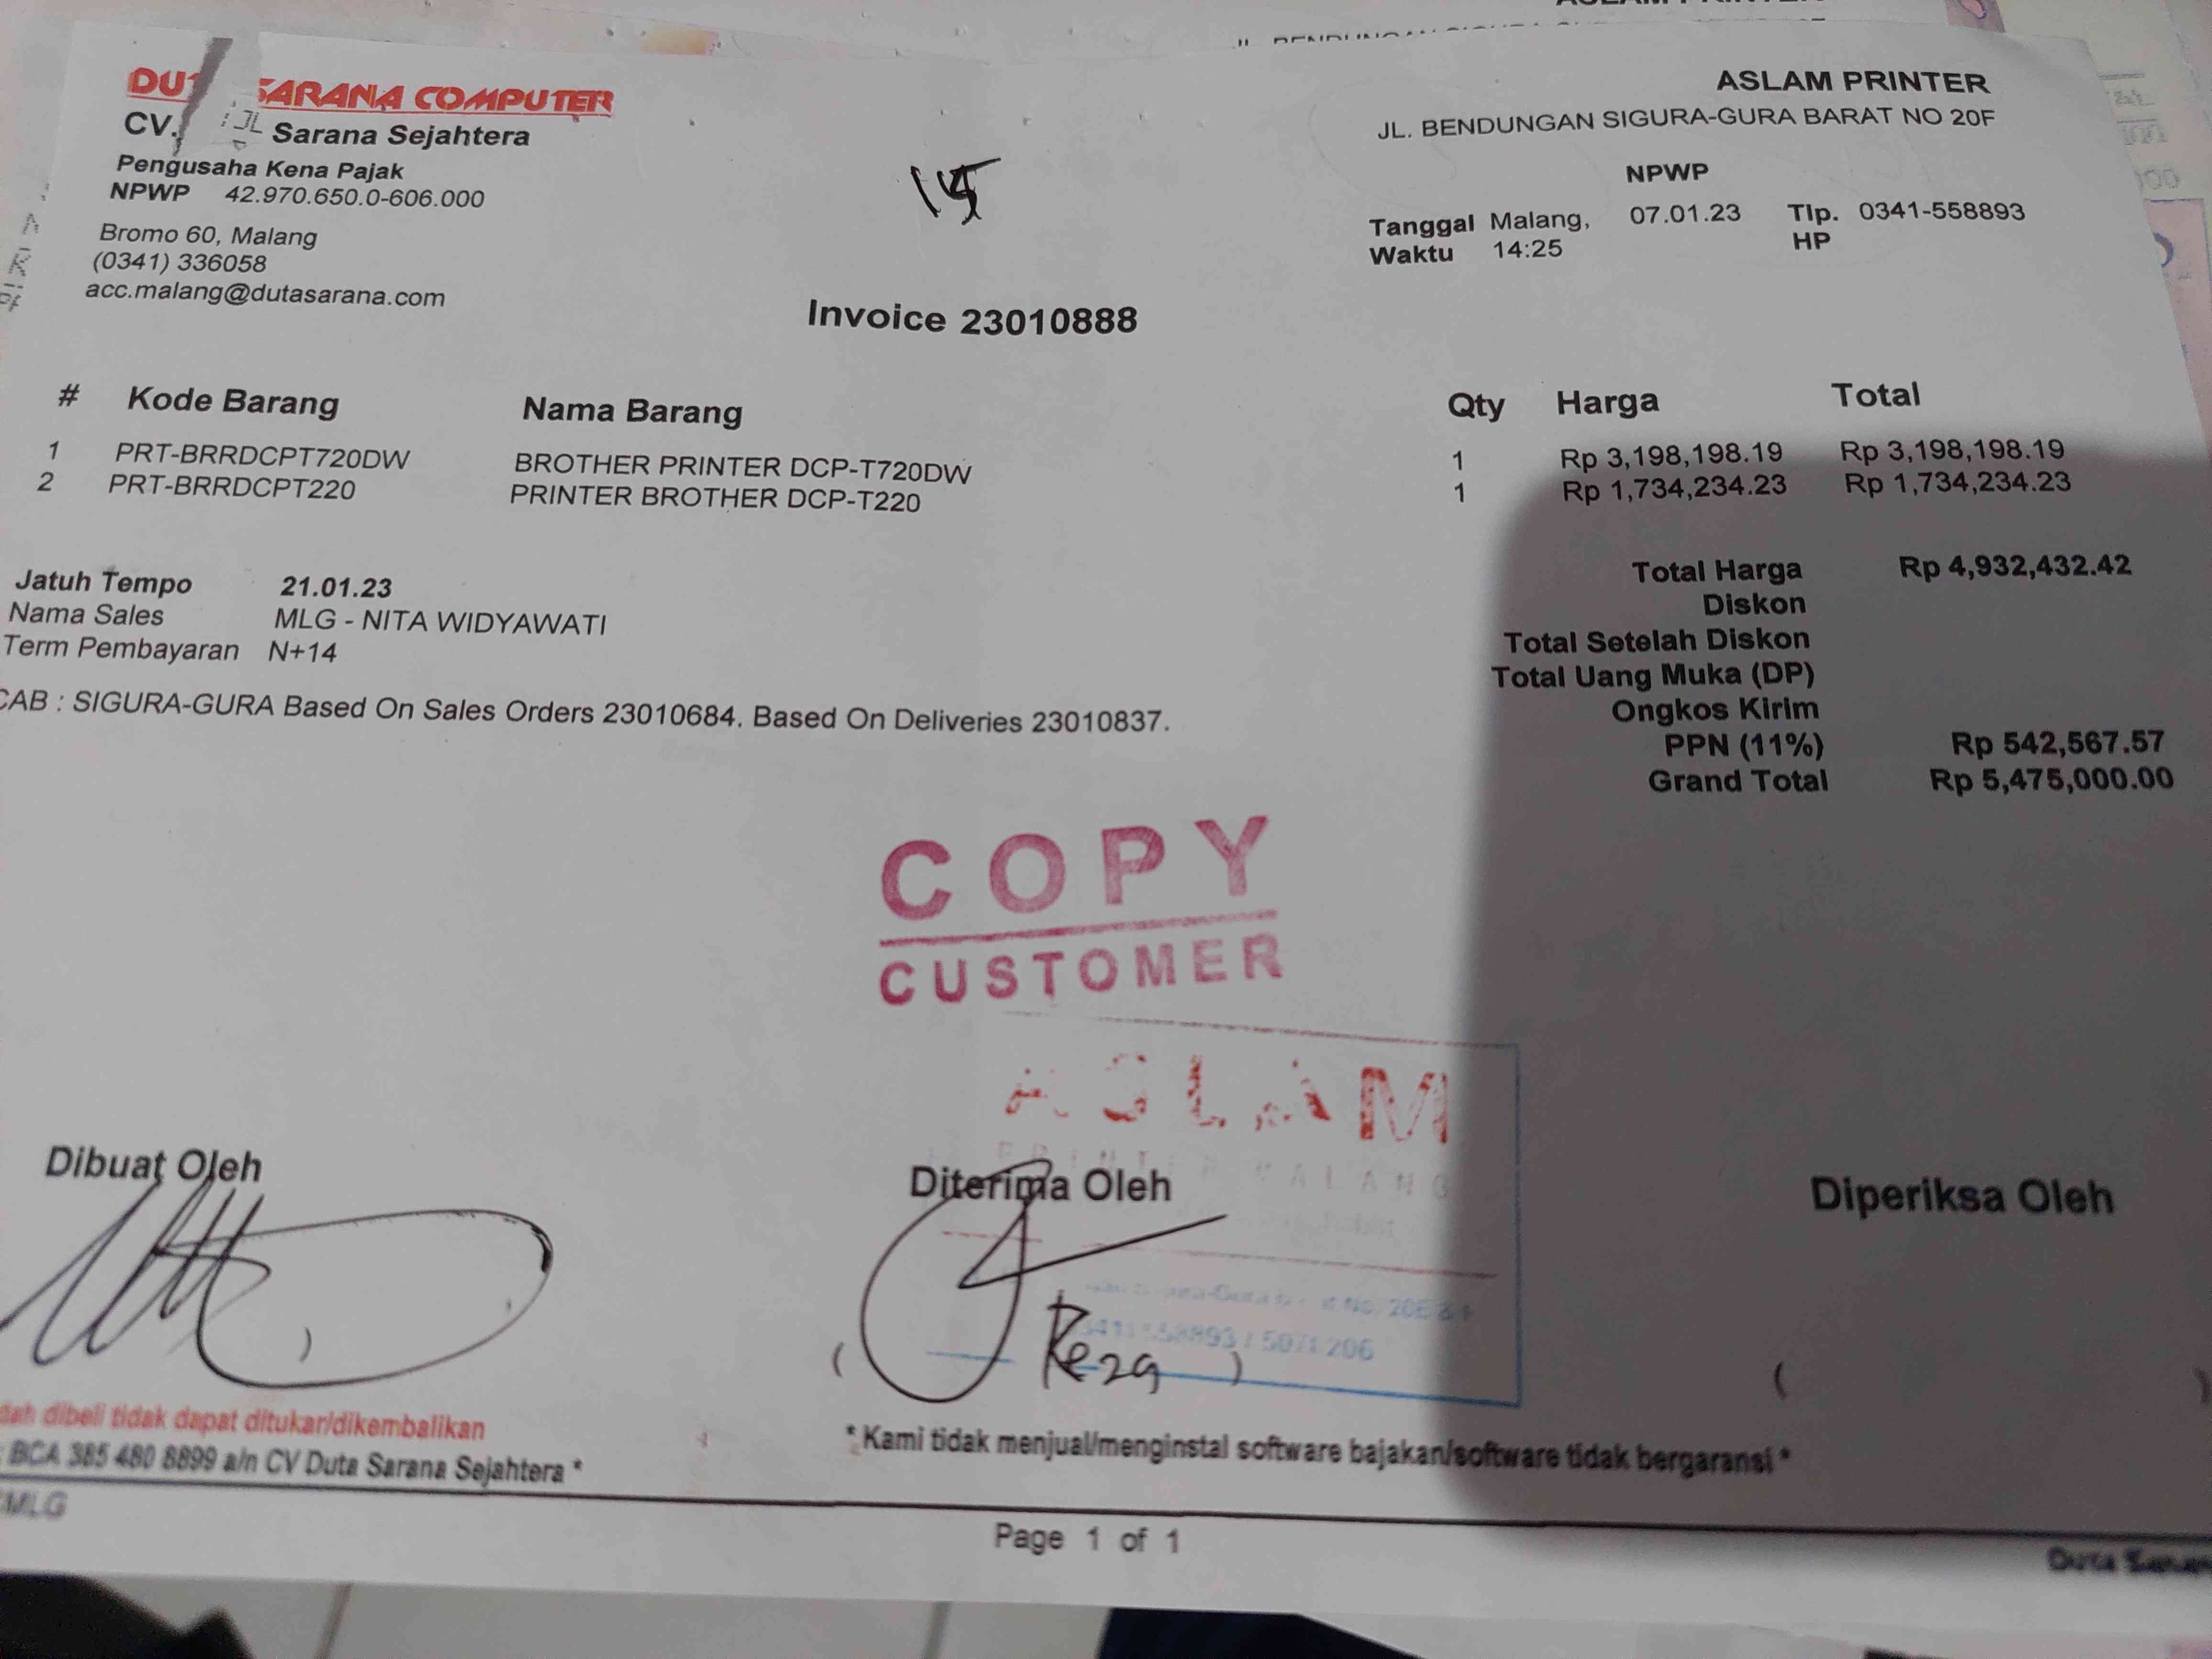 SARANA COMPUTER
CV. Sarana Sejahtera
Pengusaha Kena Pajak
NPWP 42.970.650.0-606.000
Bromo 60, Malang
(0341) 336058
acc.malang@dutasarana.com
ASLAM PRINTER
JL. BENDUNGAN SIGURA-GURA BARAT NO 20F
NPWP
Tanggal Malang, 07.01.23 Tlp. 0341-558893
Waktu 14:25 HP
Invoice 23010888
# Kode Barang Nama Barang Qty Harga Total
1 PRT-BRRDCPT720DW BROTHER PRINTER DCP-T720DW 1 Rp 3,198,198.19 Rp 3,198,198.19
2 PRT-BRRDCPT220 PRINTER BROTHER DCP-T220 1 Rp 1,734,234.23 Rp 1,734,234.23
Jatuh Tempo 21.01.23
Nama Sales MLG - NITA WIDYAWATI
Term Pembayaran N+14
CAB : SIGURA-GURA Based On Sales Orders 23010684. Based On Deliveries 23010837.
Total Harga Rp 4,932,432.42
Diskon
Total Setelah Diskon
Total Uang Muka (DP)
Ongkos Kirim
PPN (11%) Rp 542,567.57
Grand Total Rp 5,475,000.00
COPY
CUSTOMER
ASLAM
PRINTER MALANG
Dibuat Oleh
Diterima Oleh
Diperiksa Oleh
5071206
Reza
dibeli tidak dapat ditukar/dikembalikan
: BCA 385 480 8899 a/n CV Duta Sarana Sejahtera *
* Kami tidak menjual/menginstal software bajakan/software tidak bergaransi *
MLG
Page 1 of 1
Duta